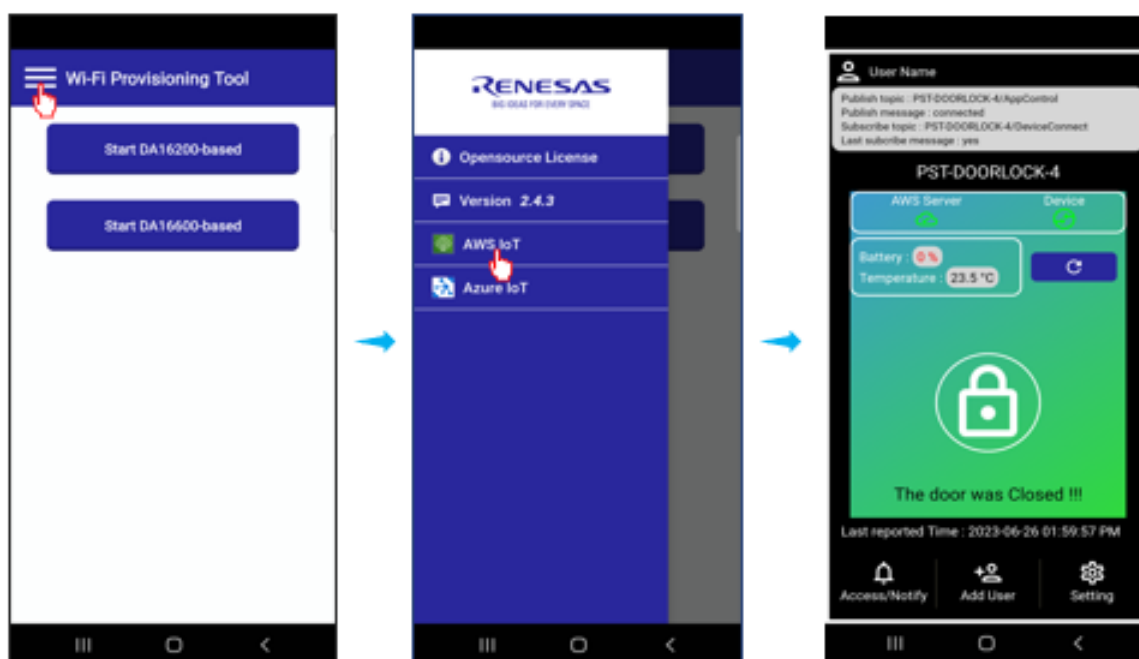 Wi-Fi Provisioning Tool
Start DA16200-based
Start DA16600-based
RENESAS
BIG IDEAS FOR EVERY SPACE
Opensource License
Version 2.4.3
AWS IoT
Azure IoT
User Name
Publish topic : PST-DOORLOCK-4/AppControl
Publish message : connected
Subscribe topic : PST-DOORLOCK-4/DeviceConnect
Last subcribe message : yes
PST-DOORLOCK-4
AWS Server Device
Battery : 0 %
Temperature : 23.5 °C
The door was Closed !!!
Last reported Time : 2023-06-26 01:59:57 PM
Access/Notify Add User Setting